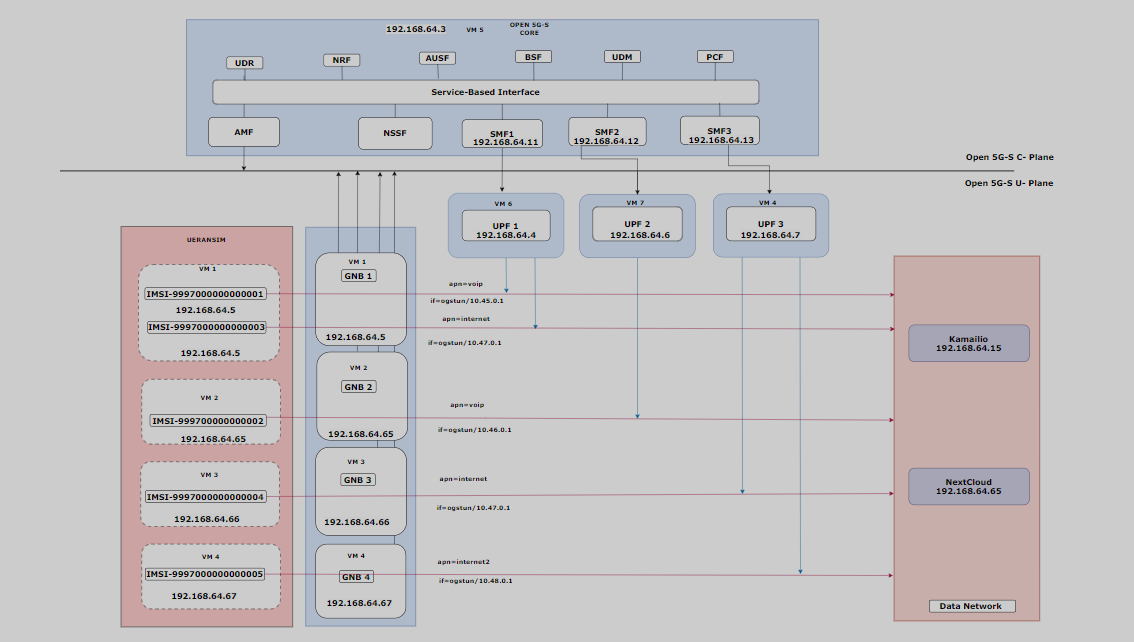 192.168.64.3
VM 5
OPEN 5G-S
CORE
UDR
NRF
AUSF
BSF
UDM
PCF
Service-Based Interface
AMF
NSSF
SMF1
192.168.64.11
SMF2
192.168.64.12
SMF3
192.168.64.13
Open 5G-S C- Plane
Open 5G-S U- Plane
VM 6
UPF 1
192.168.64.4
VM 7
UPF 2
192.168.64.6
VM 4
UPF 3
192.168.64.7
UERANSIM
VM 1
IMSI-9997000000000001
192.168.64.5
IMSI-9997000000000003
192.168.64.5
VM 2
IMSI-9997000000000002
192.168.64.65
VM 3
IMSI-9997000000000004
192.168.64.66
VM 4
IMSI-9997000000000005
192.168.64.67
VM 1
GNB 1
192.168.64.5
VM 2
GNB 2
192.168.64.65
VM 3
GNB 3
192.168.64.66
VM 4
GNB 4
192.168.64.67
apn=voip
if=ogstun/10.45.0.1
apn=internet
if=ogstun/10.47.0.1
apn=voip
if=ogstun/10.46.0.1
apn=internet
if=ogstun/10.47.0.1
apn=internet2
if=ogstun/10.48.0.1
Kamailio
192.168.64.15
NextCloud
192.168.64.65
Data Network